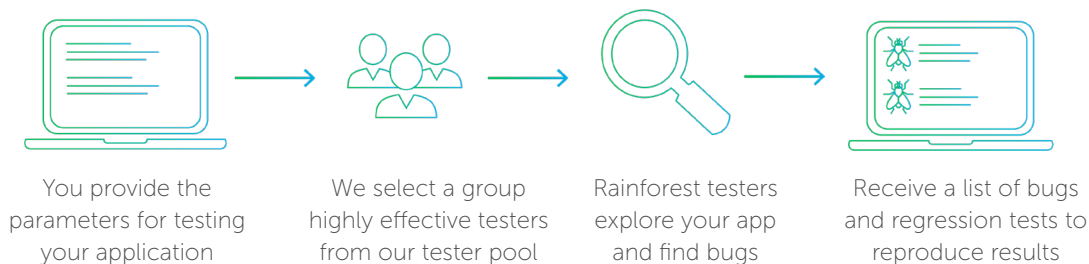 You provide the
parameters for testing
your application
We select a group
highly effective testers
from our tester pool
Rainforest testers
explore your app
and find bugs
Receive a list of bugs
and regression tests to
reproduce results